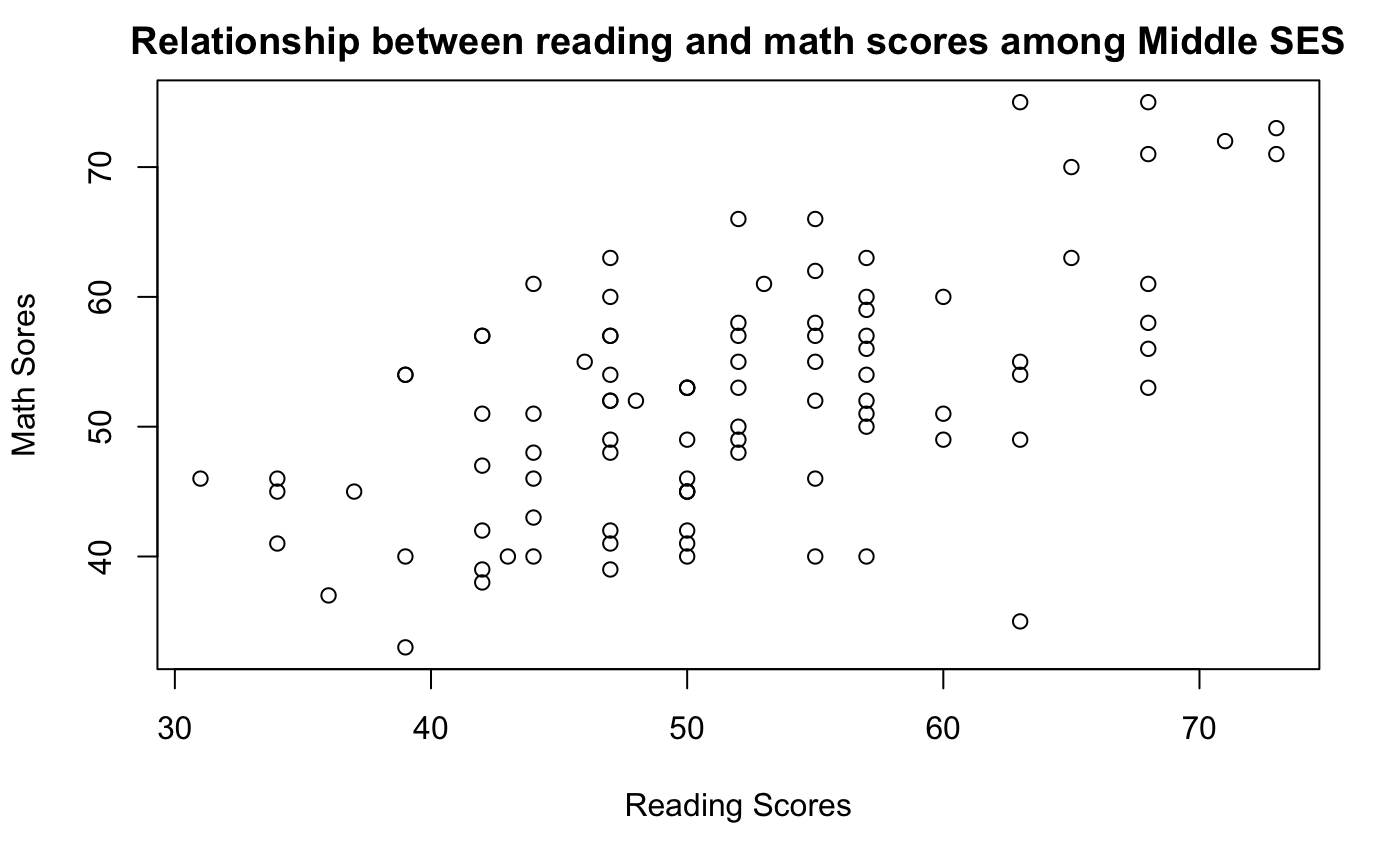 Relationship between reading and math scores among Middle SES
Math Sores
70
60
50
40
30 40 50 60 70
Reading Scores